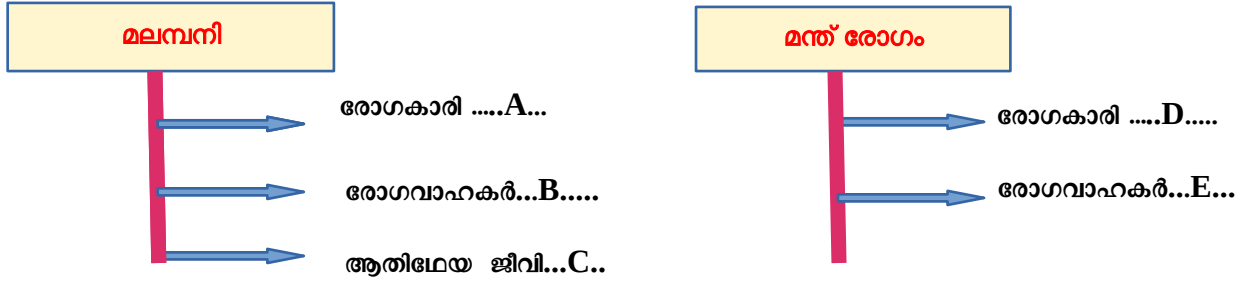 മലമ്പനി
രോഗകാരി .....A...
രോഗവാഹകർ...B.....
ആതിഥേയ ജീവി...C..
മന്ത് രോഗം
രോഗകാരി .....D.....
രോഗവാഹകർ...E...